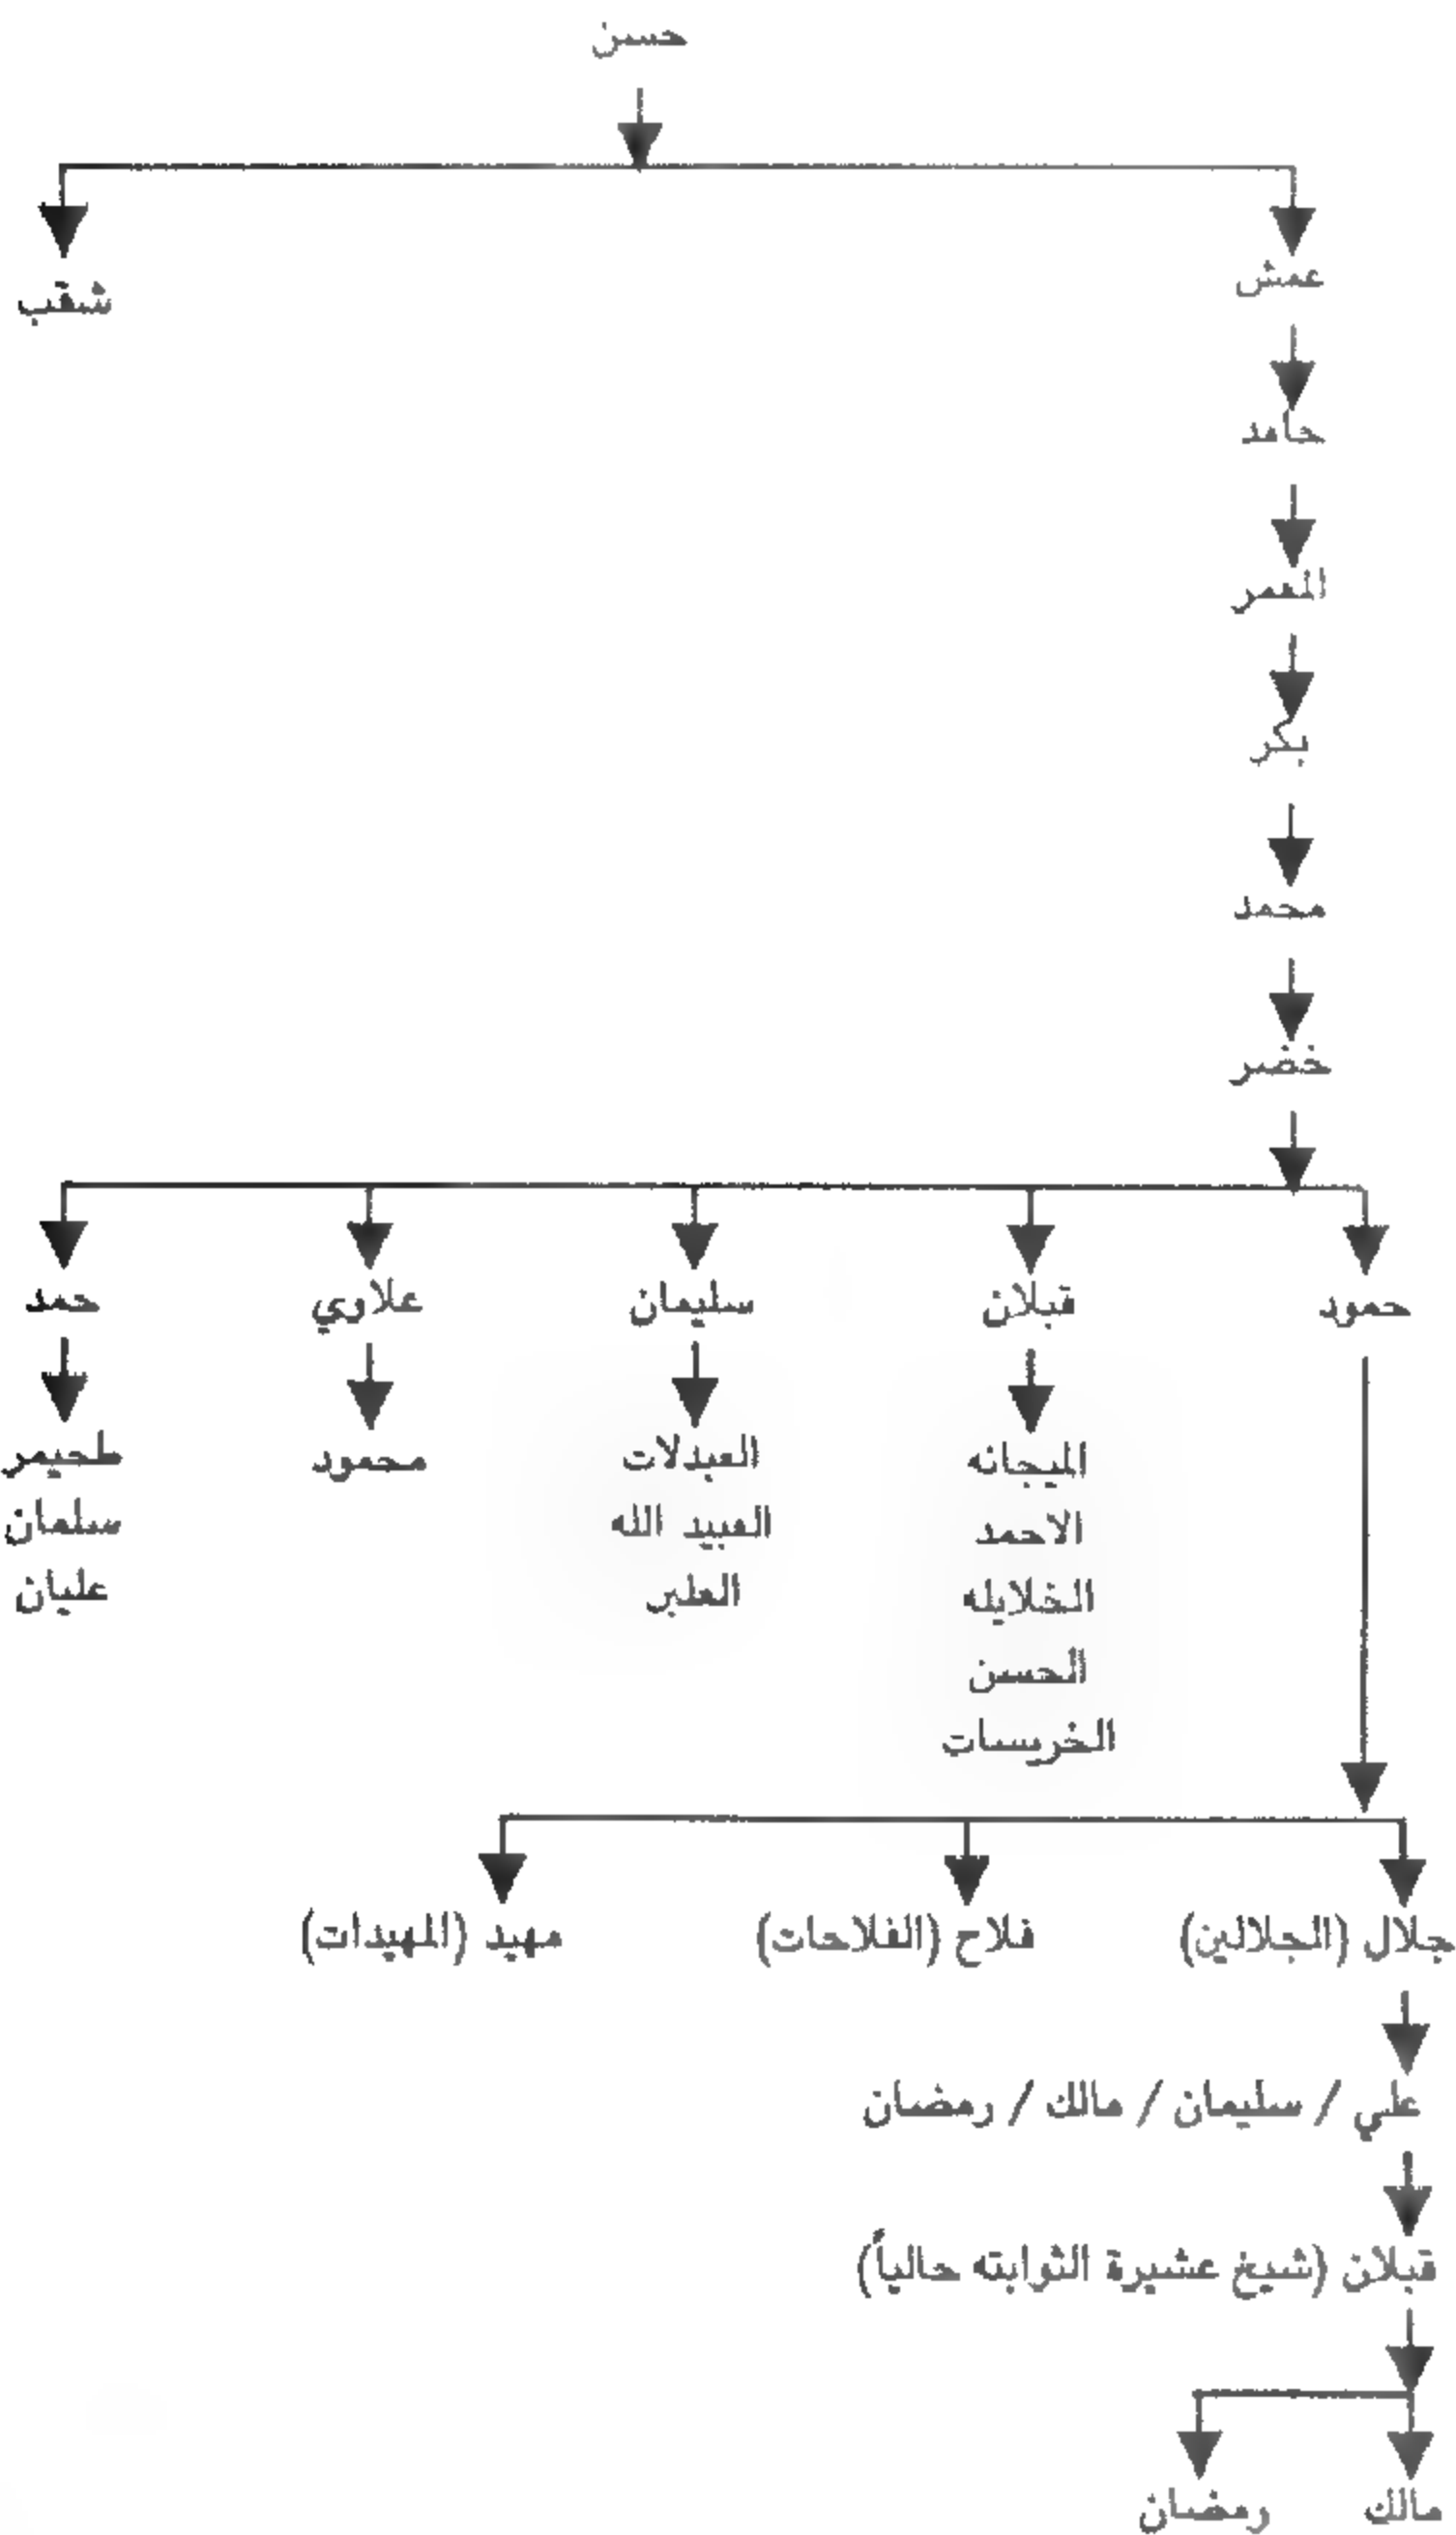 حسن
عمش
شقب
حامد
المعمر
بكر
محمد
خضر
حمود
قبلان
سليمان
علاوي
حمد
الميجانه
الاحمد
الخلايله
الحسن
الخريسات
العبدلات
العبيد الله
العلبر
محمود
طحيمر
سلمان
عليان
جلال (الجلالين)
فلاح (الفلاحات)
مهيد (المهيدات)
علي / سليمان / مالك / رمضان
قبلان (شيخ عشيرة الثوابته حالياً)
مالك
رمضان